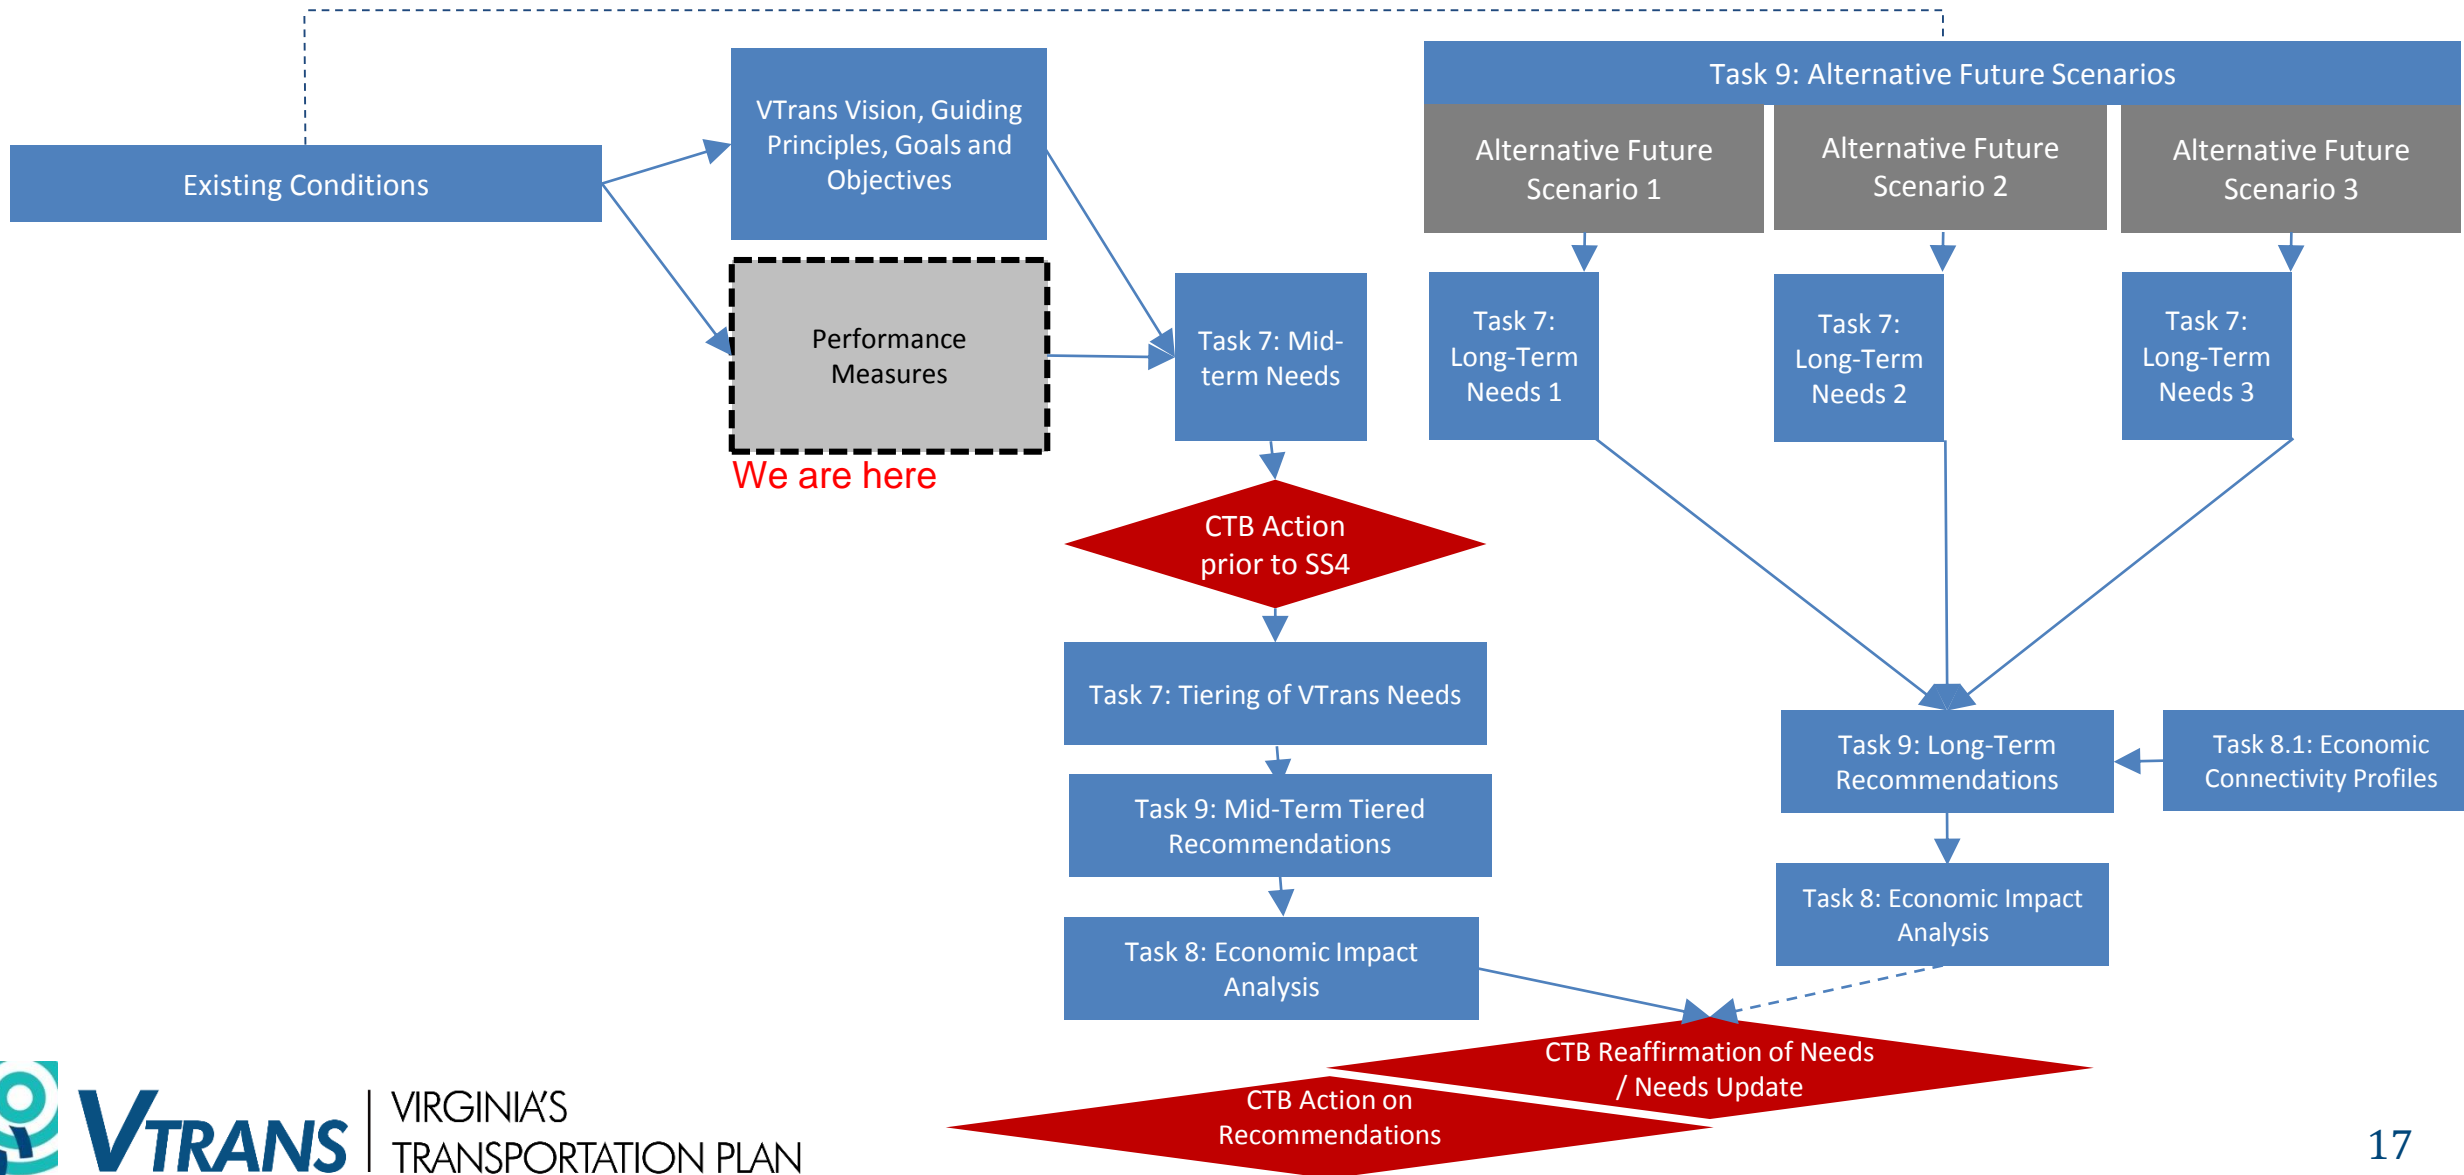 Task 9: Alternative Future Scenarios
Alternative Future
Scenario 1
Alternative Future
Scenario 2
Alternative Future
Scenario 3
Existing Conditions
VTrans Vision, Guiding
Principles, Goals and
Objectives
Performance
Measures
We are here
Task 7: Mid-
term Needs
Task 7:
Long-Term
Needs 1
Task 7:
Long-Term
Needs 2
Task 7:
Long-Term
Needs 3
CTB Action
prior to SS4
Task 7: Tiering of VTrans Needs
Task 9: Mid-Term Tiered
Recommendations
Task 8: Economic Impact
Analysis
Task 9: Long-Term
Recommendations
Task 8.1: Economic
Connectivity Profiles
Task 8: Economic Impact
Analysis
CTB Reaffirmation of Needs
/ Needs Update
CTB Action on
Recommendations
VTRANS
VIRGINIA'S
TRANSPORTATION PLAN
17